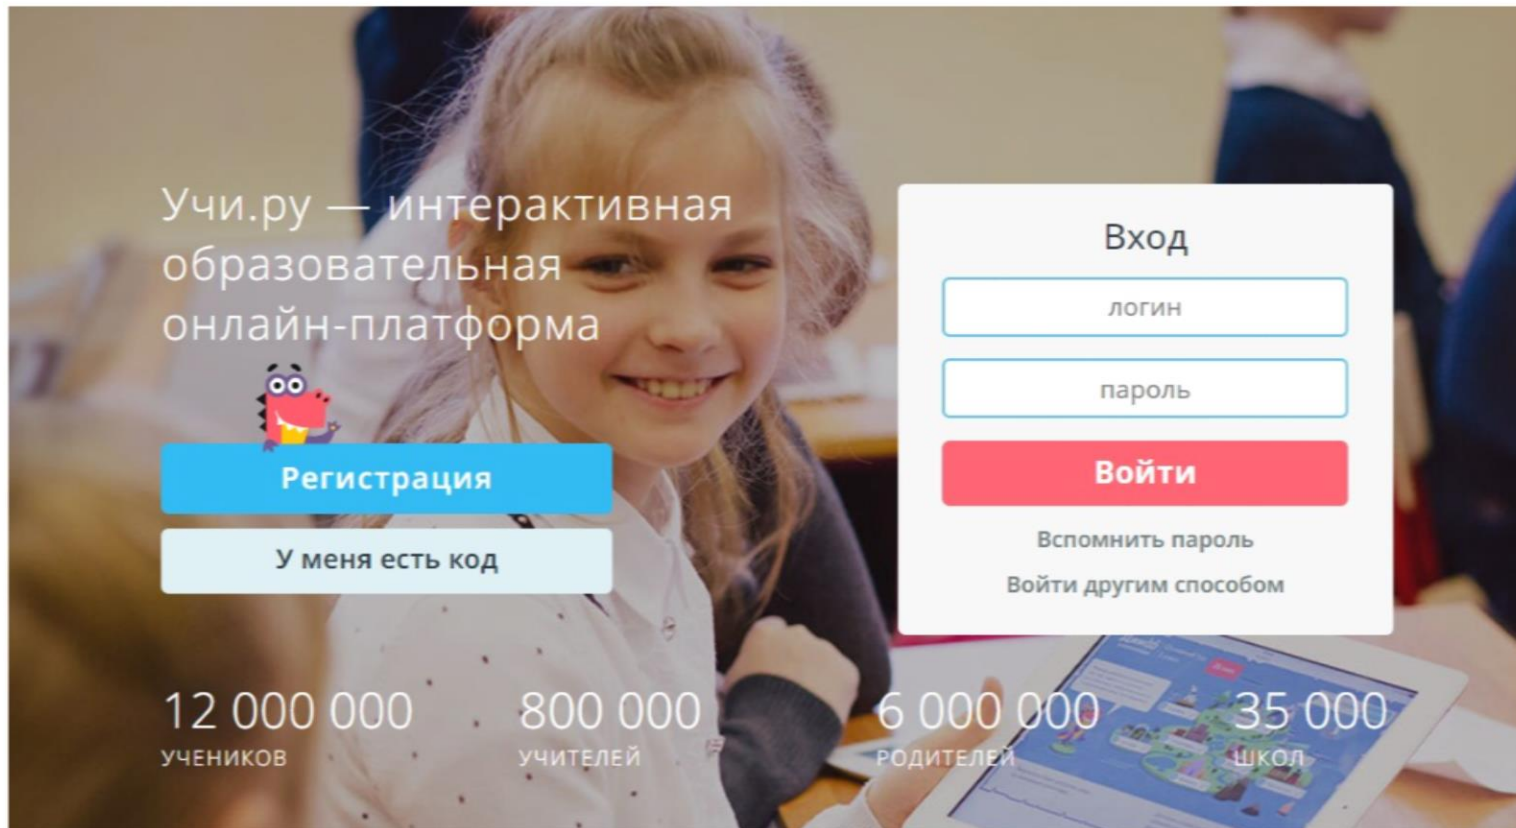 Учи.ру — интерактивная
образовательная
онлайн-платформа
Регистрация
У меня есть код
Вход
логин
пароль
Войти
Вспомнить пароль
Войти другим способом
12 000 000
УЧЕНИКОВ
800 000
УЧИТЕЛЕЙ
6 000 000
РОДИТЕЛЕЙ
35 000
ШКОЛ